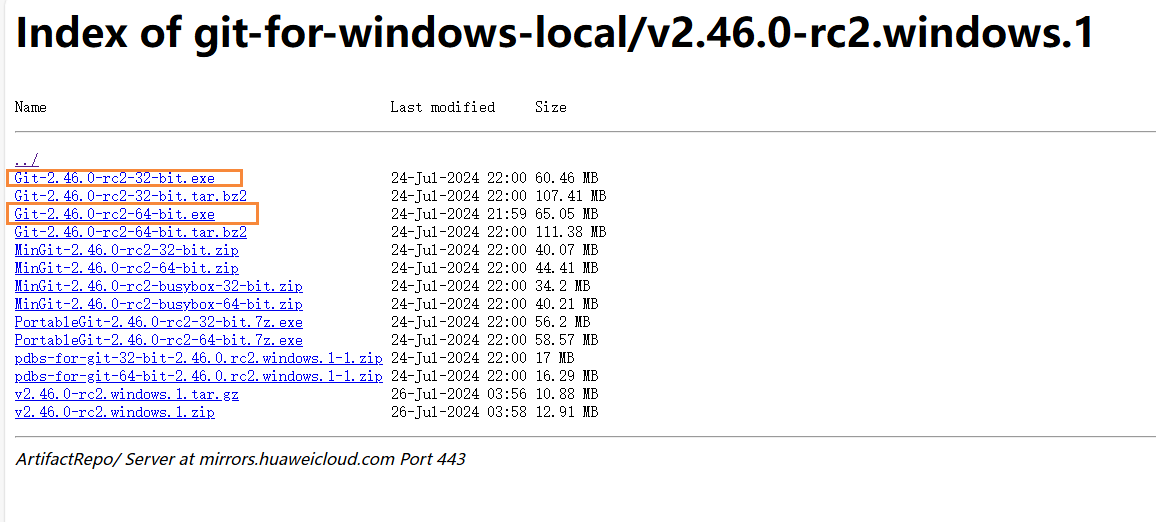 Index of git-for-windows-local/v2.46.0-rc2.windows.1
Name Last modified Size
../
Git-2.46.0-rc2-32-bit.exe 24-Jul-2024 22:00 60.46 MB
Git-2.46.0-rc2-32-bit.tar.bz2 24-Jul-2024 22:00 107.41 MB
Git-2.46.0-rc2-64-bit.exe 24-Jul-2024 21:59 65.05 MB
Git-2.46.0-rc2-64-bit.tar.bz2 24-Jul-2024 22:00 111.38 MB
MinGit-2.46.0-rc2-32-bit.zip 24-Jul-2024 22:00 40.07 MB
MinGit-2.46.0-rc2-64-bit.zip 24-Jul-2024 22:00 44.41 MB
MinGit-2.46.0-rc2-busybox-32-bit.zip 24-Jul-2024 22:00 34.2 MB
MinGit-2.46.0-rc2-busybox-64-bit.zip 24-Jul-2024 22:00 40.21 MB
PortableGit-2.46.0-rc2-32-bit.7z.exe 24-Jul-2024 22:00 56.2 MB
PortableGit-2.46.0-rc2-64-bit.7z.exe 24-Jul-2024 22:00 58.57 MB
pdbs-for-git-32-bit-2.46.0.rc2.windows.1-1.zip 24-Jul-2024 22:00 17 MB
pdbs-for-git-64-bit-2.46.0.rc2.windows.1-1.zip 24-Jul-2024 22:00 16.29 MB
v2.46.0-rc2.windows.1.tar.gz 26-Jul-2024 03:56 10.88 MB
v2.46.0-rc2.windows.1.zip 26-Jul-2024 03:58 12.91 MB
ArtifactRepo/ Server at mirrors.huaweicloud.com Port 443